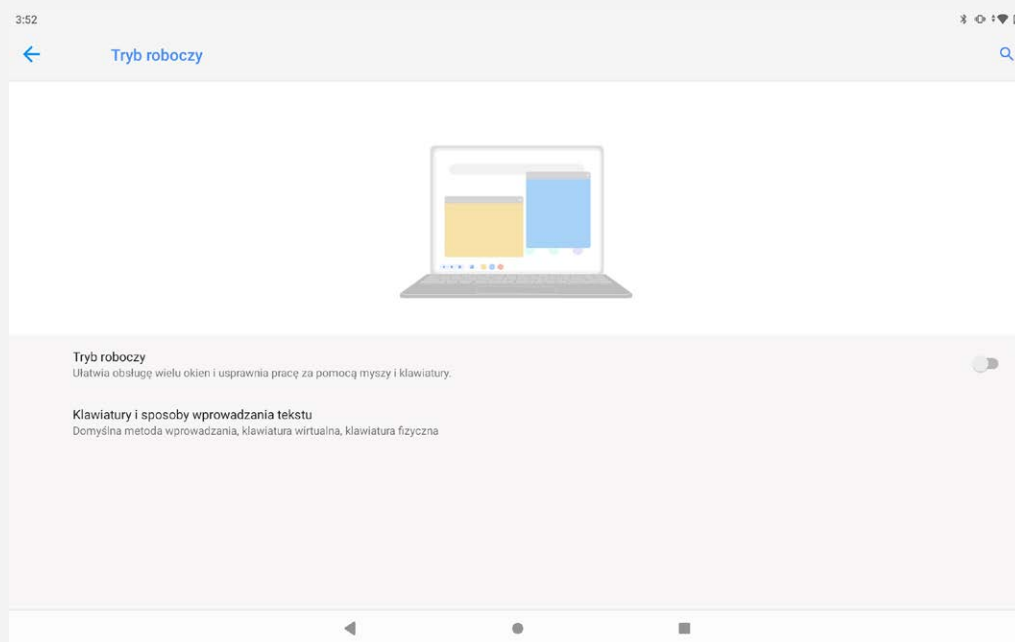 3:52
Tryb roboczy
Tryb roboczy
Ułatwia obsługę wielu okien i usprawnia pracę za pomocą myszy i klawiatury.
Klawiatury i sposoby wprowadzania tekstu
Domyślna metoda wprowadzania, klawiatura wirtualna, klawiatura fizyczna